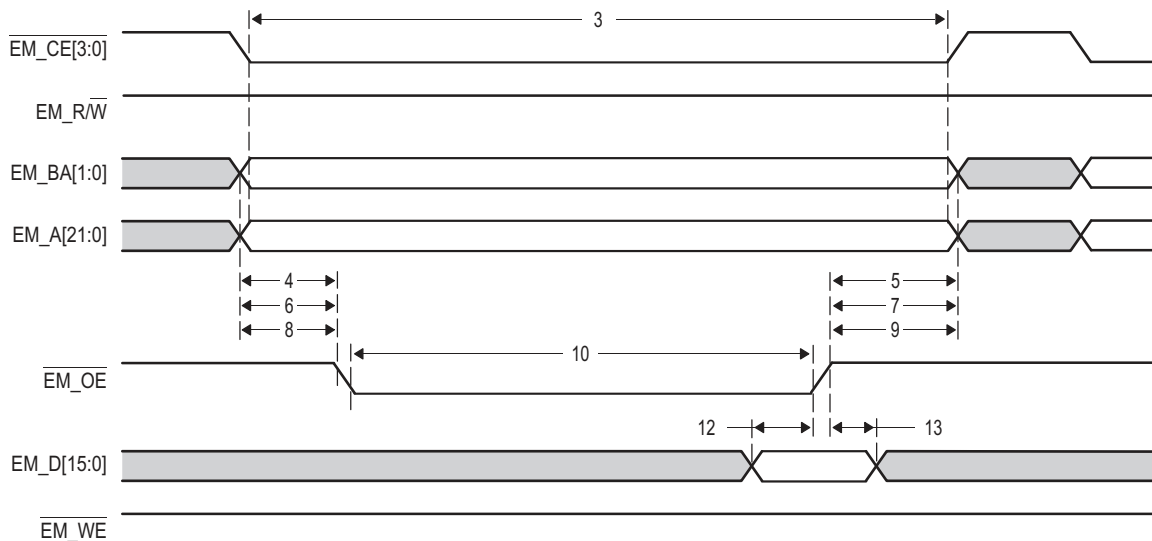 3
EM_CE[3:0]
EM_R/W
EM_BA[1:0]
EM_A[21:0]
4 5
6 7
8 9
10
EM_OE
12 13
EM_D[15:0]
EM_WE